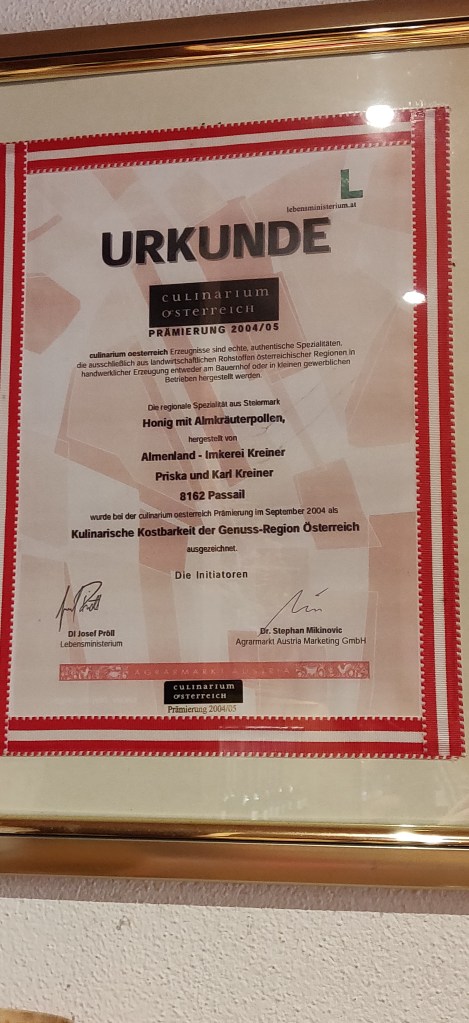 L
lebensministerium.at
URKUNDE
culinarium
österreich
PRÄMIERUNG 2004/05
culinarium oesterreich Erzeugnisse sind echte, authentische Spezialitäten,
die ausschließlich aus landwirtschaftlichen Rohstoffen österreichischer Regionen in
handwerklicher Erzeugung entweder am Bauernhof oder in kleinen gewerblichen
Betrieben hergestellt werden.
Die regionale Spezialität aus Steiermark
Honig mit Almkräuterpollen,
hergestellt von
Almenland - Imkerei Kreiner
Priska und Karl Kreiner
8162 Passail
wurde bei der culinarium oesterreich Prämierung im September 2004 als
Kulinarische Kostbarkeit der Genuss-Region Österreich
ausgezeichnet.
Die Initiatoren
DI Josef Pröll
Lebensministerium
Dr. Stephan Mikinovic
Agrarmarkt Austria Marketing GmbH
AGRARMARKT AUSTRIA
culinarium
österreich
Prämierung 2004/05